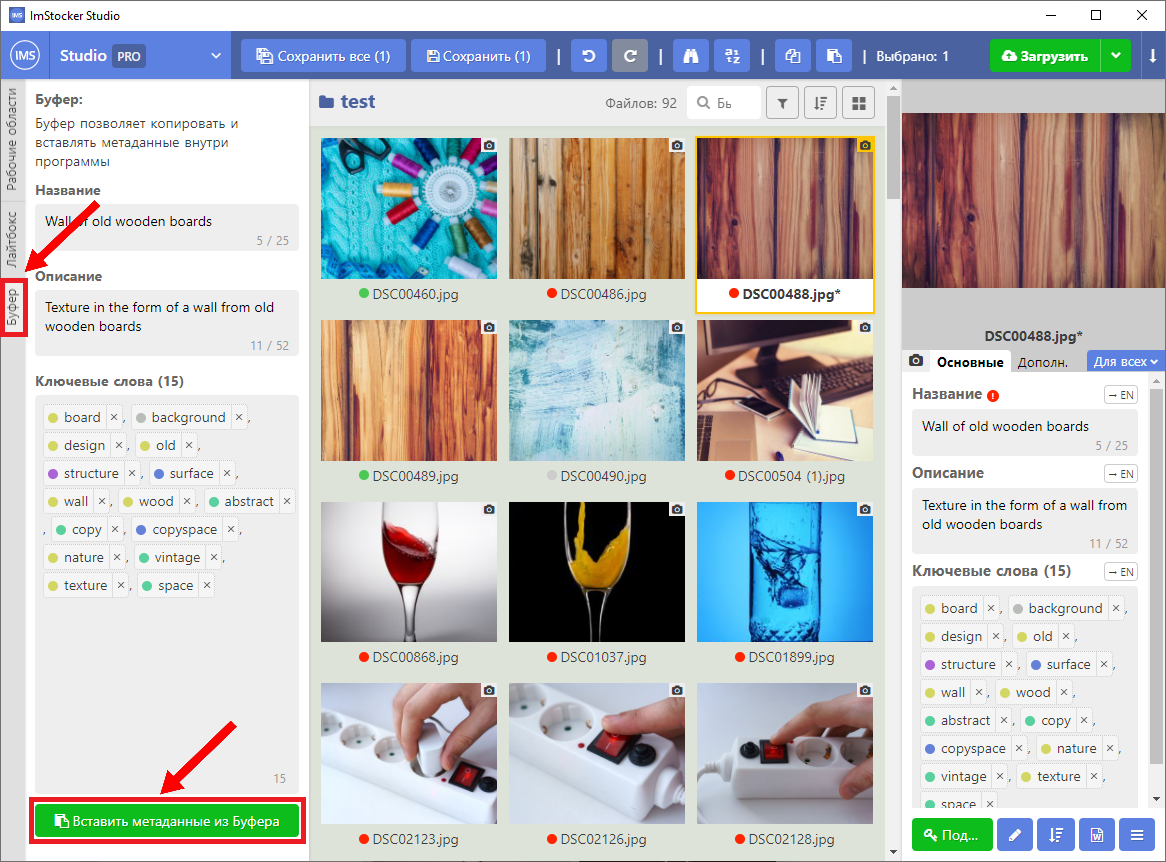 ImStocker Studio
IMS
Studio PRO
Сохранить все (1)
Сохранить (1)
Выбрано: 1
Загрузить
Рабочие области
Лайтбокс
Буфер
Буфер:
Буфер позволяет копировать и
вставлять метаданные внутри
программы
Название
Wall of old wooden boards
5 / 25
Описание
Texture in the form of a wall from old
wooden boards
11 / 52
Ключевые слова (15)
board ×, background ×,
design ×, old ×,
structure ×, surface ×,
wall ×, wood ×, abstract ×
, copy ×, copyspace ×,
nature ×, vintage ×,
texture ×, space ×
15
Вставить метаданные из Буфера
test
Файлов: 92
Бы
DSC00460.jpg
DSC00486.jpg
DSC00488.jpg*
DSC00489.jpg
DSC00490.jpg
DSC00504 (1).jpg
DSC00868.jpg
DSC01037.jpg
DSC01899.jpg
DSC02123.jpg
DSC02126.jpg
DSC02128.jpg
DSC00488.jpg*
Основные
Дополн.
Для всех
Название
→ EN
Wall of old wooden boards
5 / 25
Описание
→ EN
Texture in the form of a wall from
old wooden boards
11 / 52
Ключевые слова (15)
→ EN
board ×, background ×,
design ×, old ×,
structure ×, surface ×,
wall ×, wood ×,
abstract ×, copy ×,
copyspace ×, nature ×,
vintage ×, texture ×,
space ×
Под...